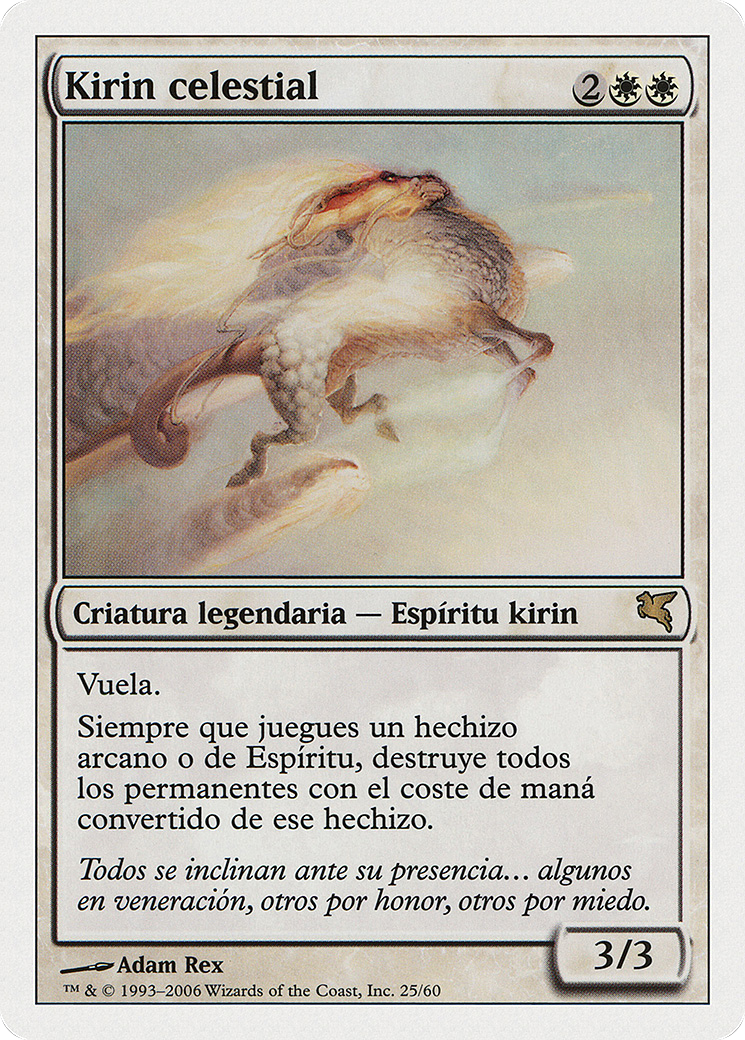 Kirin celestial 2
Criatura legendaria — Espíritu kirin
Vuela.
Siempre que juegues un hechizo
arcano o de Espíritu, destruye todos
los permanentes con el coste de maná
convertido de ese hechizo.
Todos se inclinan ante su presencia… algunos
en veneración, otros por honor, otros por miedo.
3/3
Adam Rex
™ & © 1993–2006 Wizards of the Coast, Inc. 25/60